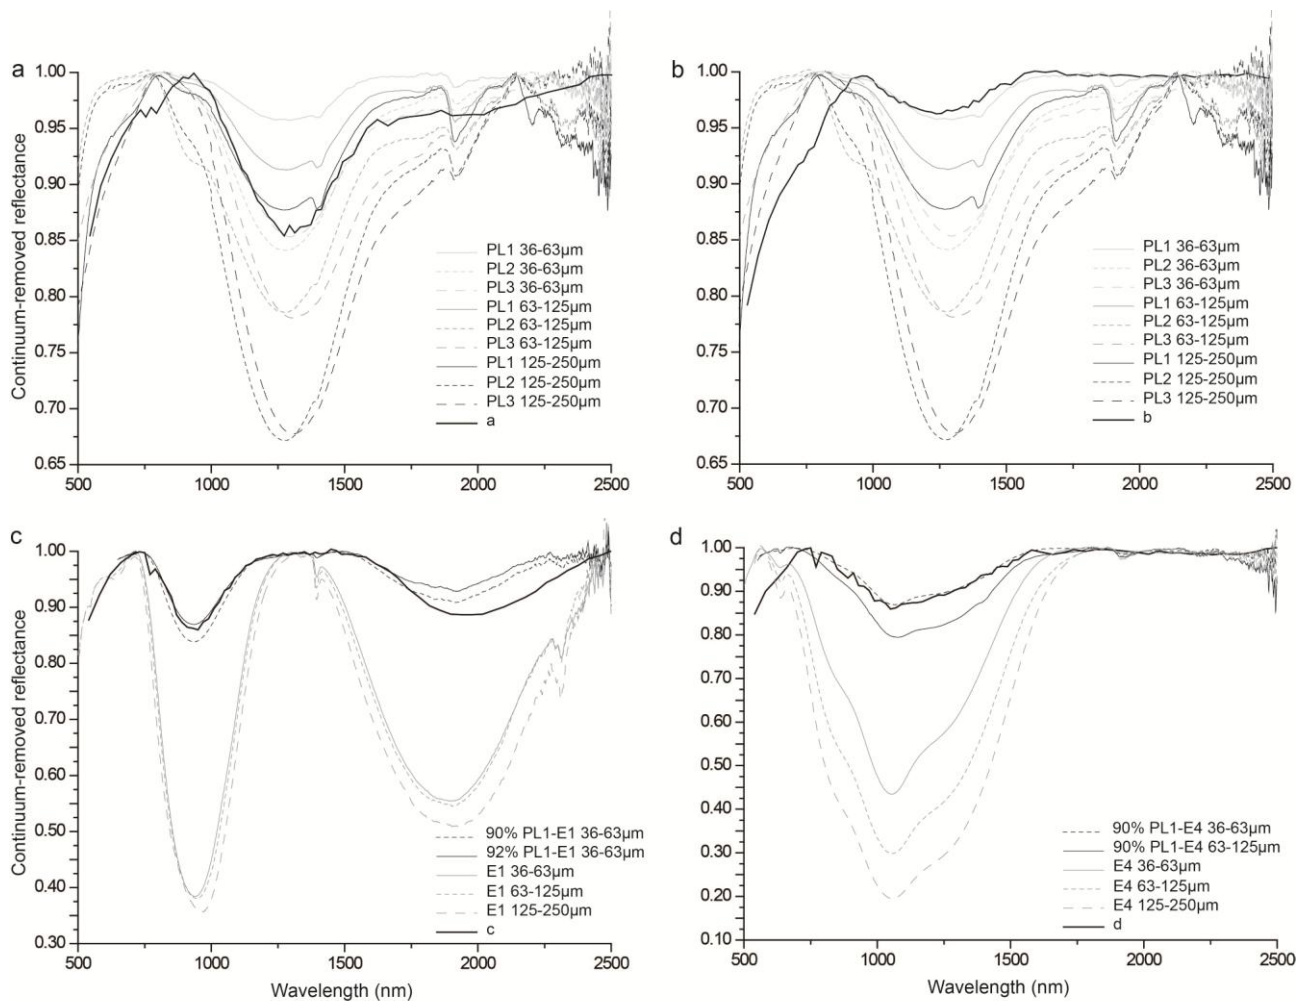 a
1.00
0.95
0.90
0.85
0.80
0.75
0.70
0.65
Continuum-removed reflectance
500
1000
1500
2000
2500
PL1 36-63µm
PL2 36-63µm
PL3 36-63µm
PL1 63-125µm
PL2 63-125µm
PL3 63-125µm
PL1 125-250µm
PL2 125-250µm
PL3 125-250µm
a
b
1.00
0.95
0.90
0.85
0.80
0.75
0.70
0.65
500
1000
1500
2000
2500
PL1 36-63µm
PL2 36-63µm
PL3 36-63µm
PL1 63-125µm
PL2 63-125µm
PL3 63-125µm
PL1 125-250µm
PL2 125-250µm
PL3 125-250µm
b
c
1.00
0.90
0.80
0.70
0.60
0.50
0.40
0.30
Continuum-removed reflectance
500
1000
1500
2000
2500
Wavelength (nm)
90% PL1-E1 36-63µm
92% PL1-E1 36-63µm
E1 36-63µm
E1 63-125µm
E1 125-250µm
c
d
1.00
0.90
0.80
0.70
0.60
0.50
0.40
0.30
0.20
0.10
500
1000
1500
2000
2500
Wavelength (nm)
90% PL1-E4 36-63µm
90% PL1-E4 63-125µm
E4 36-63µm
E4 63-125µm
E4 125-250µm
d